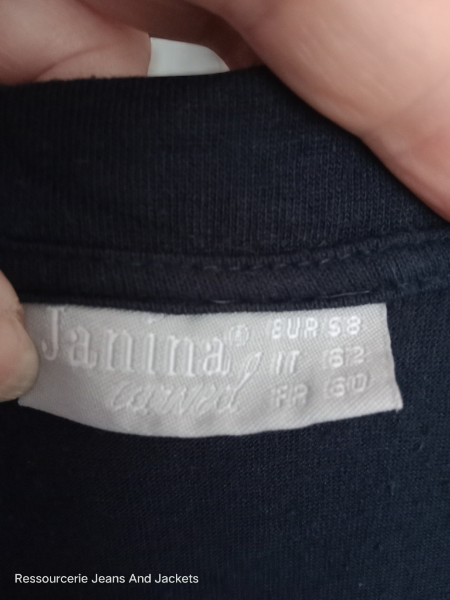 Janina®
curved
EUR 58
IT 62
FR 60
Ressourcerie Jeans And Jackets